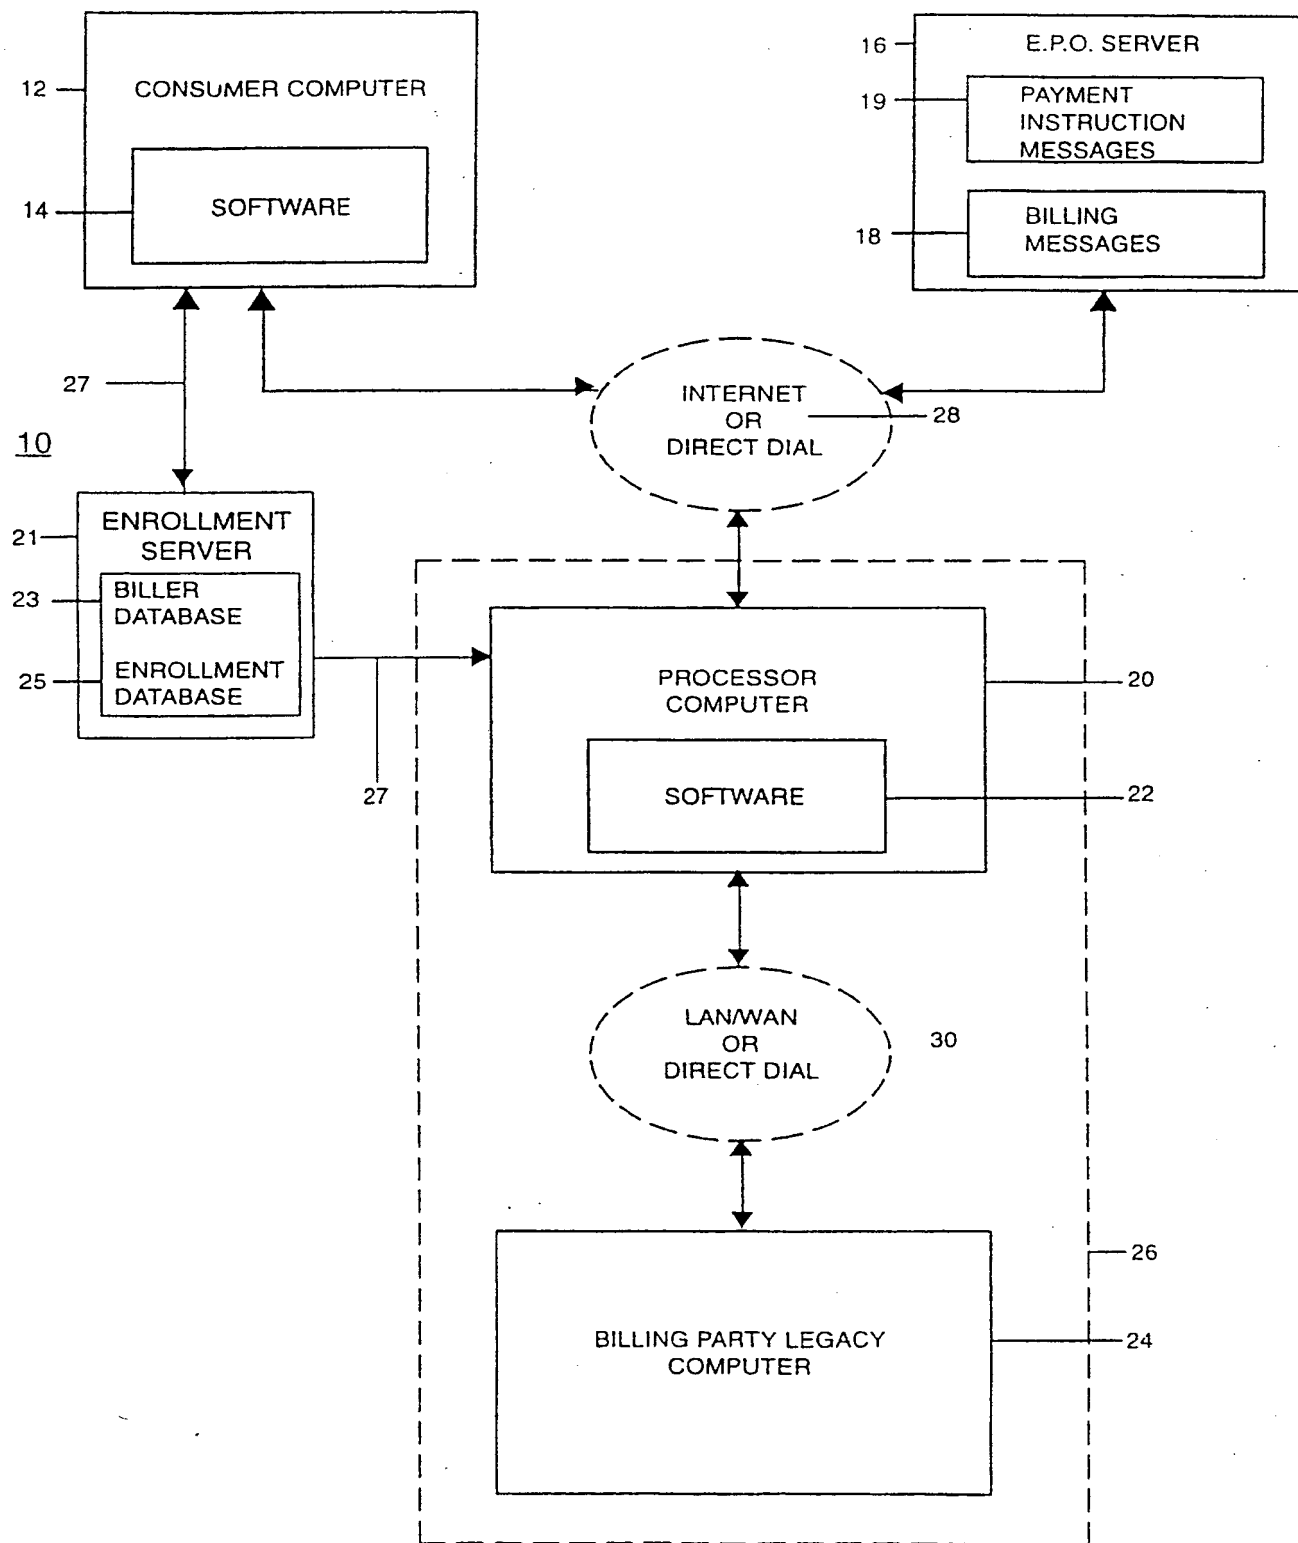 12
CONSUMER COMPUTER
14
SOFTWARE
16
E.P.O. SERVER
19
PAYMENT
INSTRUCTION
MESSAGES
18
BILLING
MESSAGES
27
INTERNET
OR
DIRECT DIAL
28
10
21
ENROLLMENT
SERVER
23
BILLER
DATABASE
25
ENROLLMENT
DATABASE
27
PROCESSOR
COMPUTER
20
SOFTWARE
22
LAN/WAN
OR
DIRECT DIAL
30
26
BILLING PARTY LEGACY
COMPUTER
24